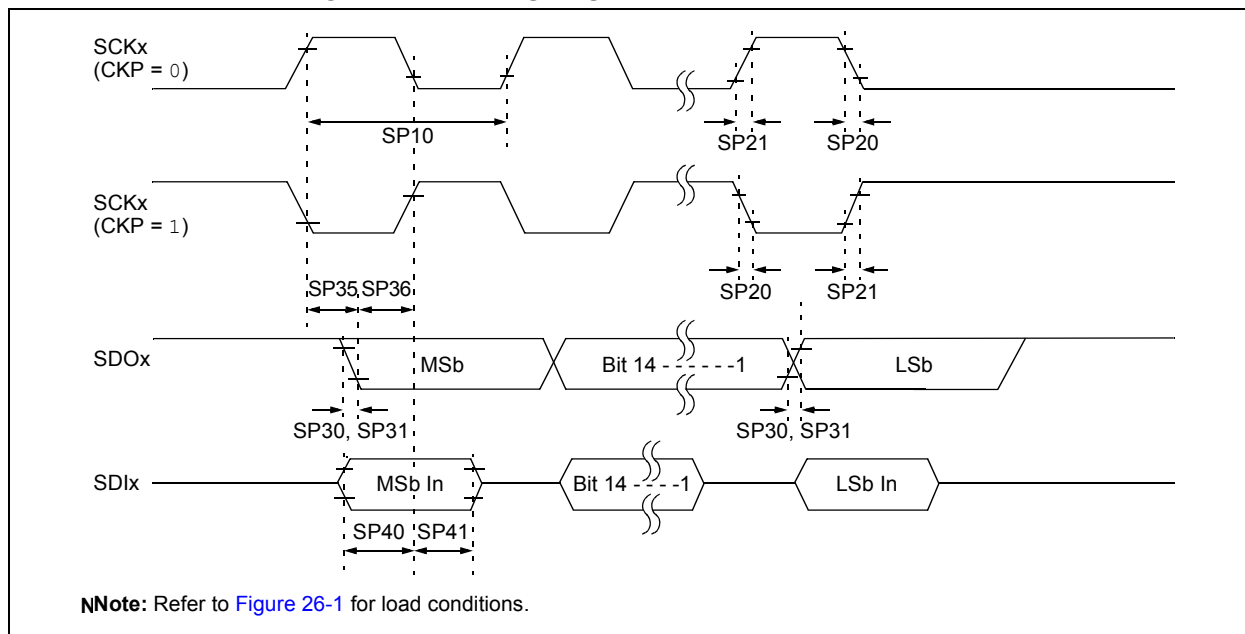 SCKx
(CKP = 0)
SP10
SP21
SP20
SCKx
(CKP = 1)
SP35
SP36
SP20
SP21
SDOx
MSb
Bit 14 - - - - - -1
LSb
SP30, SP31
SP30, SP31
SDIx
MSb In
Bit 14 - - - -1
LSb In
SP40
SP41
NNote: Refer to Figure 26-1 for load conditions.